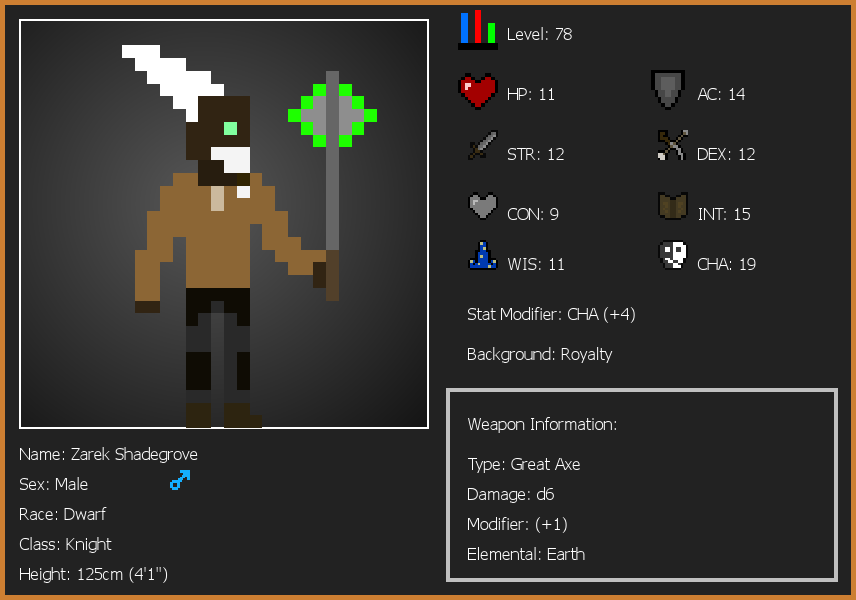 Level: 78
HP: 11
AC: 14
STR: 12
DEX: 12
CON: 9
INT: 15
WIS: 11
CHA: 19
Stat Modifier: CHA (+4)
Background: Royalty
Weapon Information:
Type: Great Axe
Damage: d6
Modifier: (+1)
Elemental: Earth
Name: Zarek Shadegrove
Sex: Male
Race: Dwarf
Class: Knight
Height: 125cm (4'1")